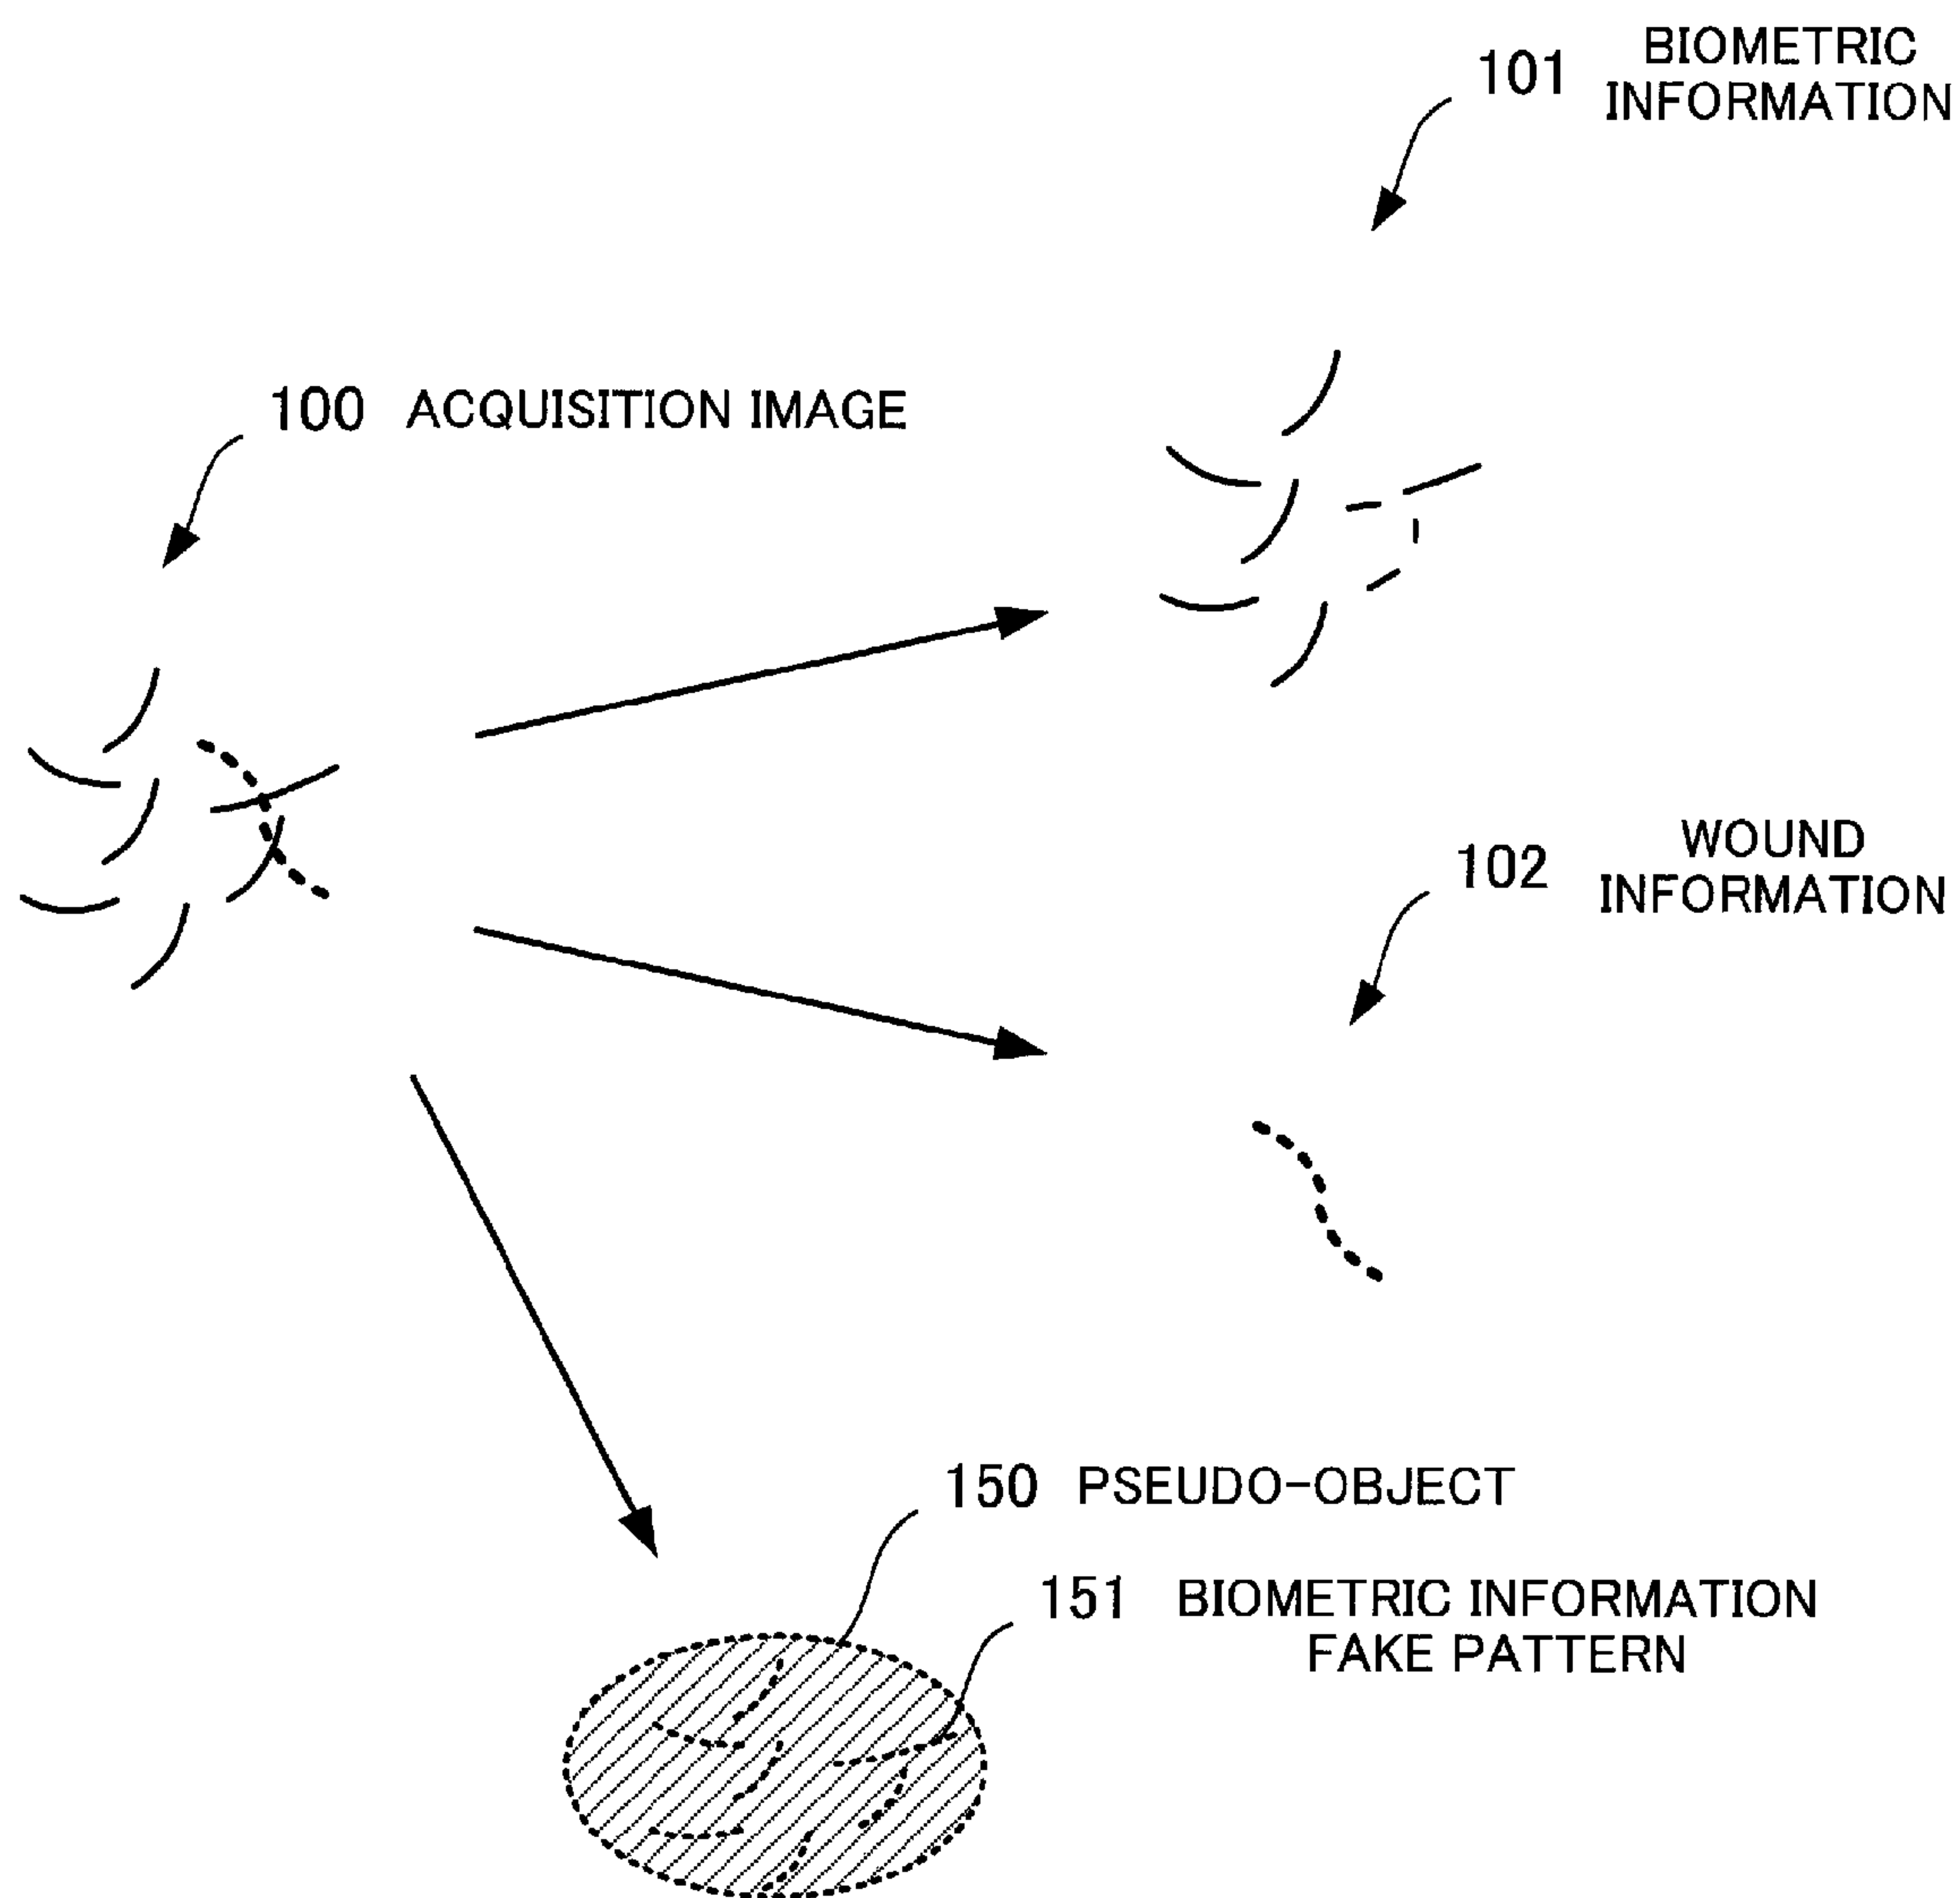 BIOMETRIC
101 INFORMATION
100 ACQUISITION IMAGE
WOUND
102 INFORMATION
150 PSEUDO-OBJECT
151 BIOMETRIC INFORMATION
FAKE PATTERN